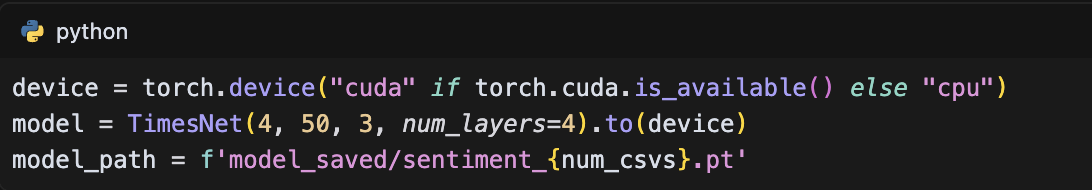 python
device = torch.device("cuda" if torch.cuda.is_available() else "cpu")
model = TimesNet(4, 50, 3, num_layers=4).to(device)
model_path = f'model_saved/sentiment_{num_csvs}.pt'